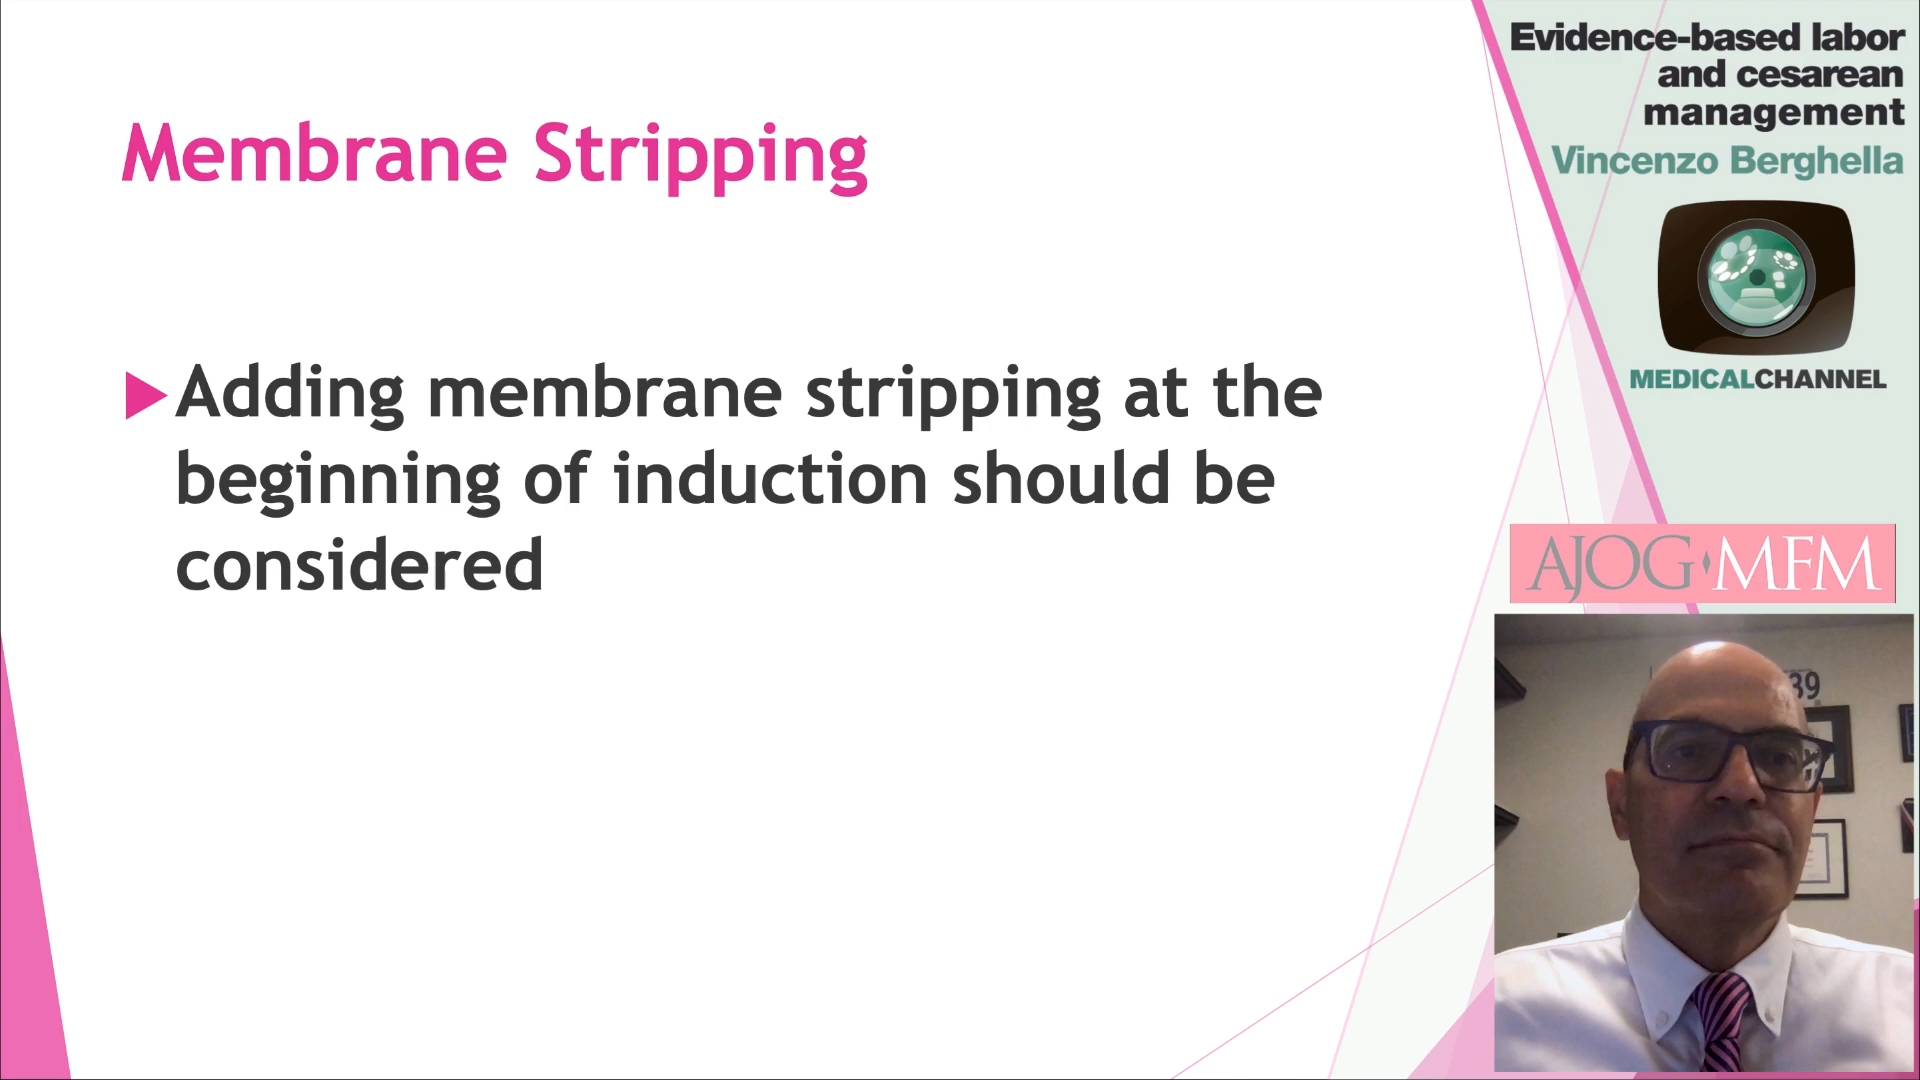 Membrane Stripping
Adding membrane stripping at the
beginning of induction should be
considered
Evidence-based labor
and cesarean
management
Vincenzo Berghella
MEDICALCHANNEL
AJOG MFM
39